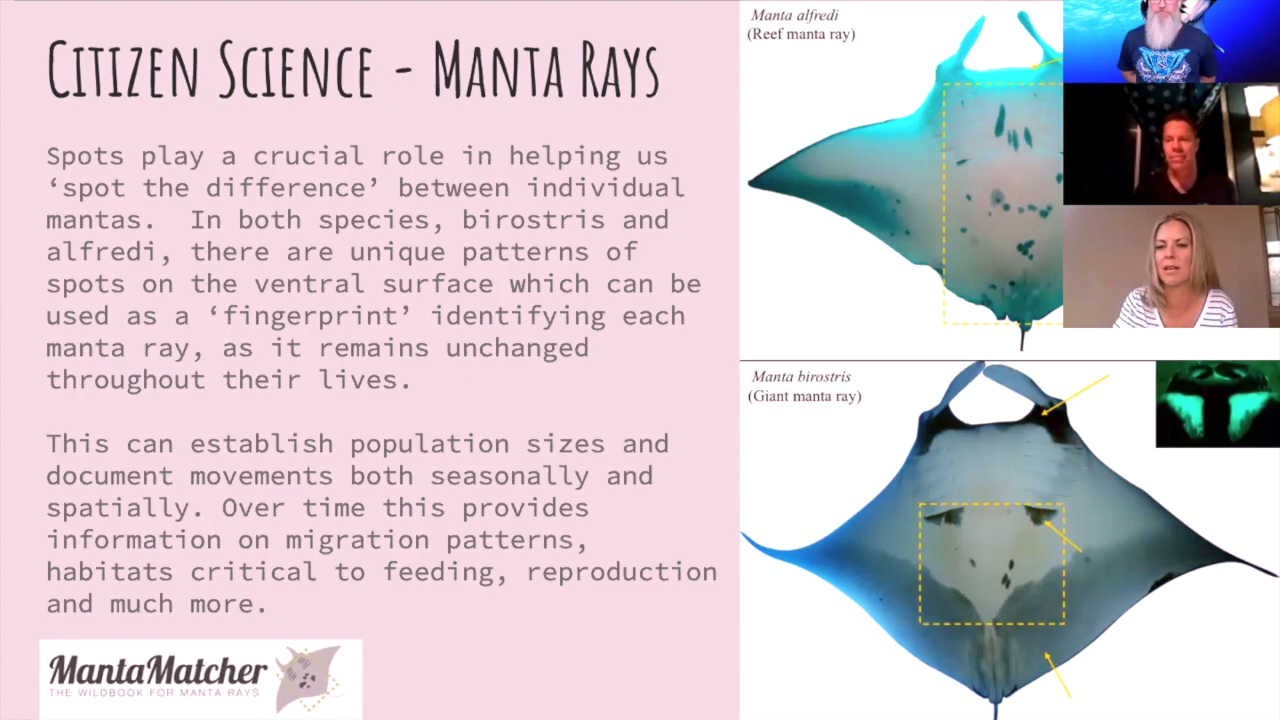 Citizen Science - Manta Rays
Spots play a crucial role in helping us
‘spot the difference’ between individual
mantas.  In both species, birostris and
alfredi, there are unique patterns of
spots on the ventral surface which can be
used as a ‘fingerprint’ identifying each
manta ray, as it remains unchanged
throughout their lives.
This can establish population sizes and
document movements both seasonally and
spatially. Over time this provides
information on migration patterns,
habitats critical to feeding, reproduction
and much more.
MantaMatcher
THE WILDBOOK FOR MANTA RAYS
Manta alfredi
(Reef manta ray)
Manta birostris
(Giant manta ray)